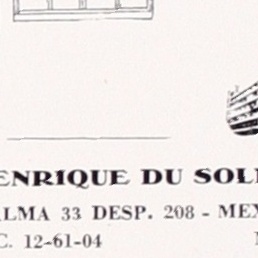 ENRIQUE DU SOL
ALMA 33 DESP. 208 - MEX
C. 12-61-04